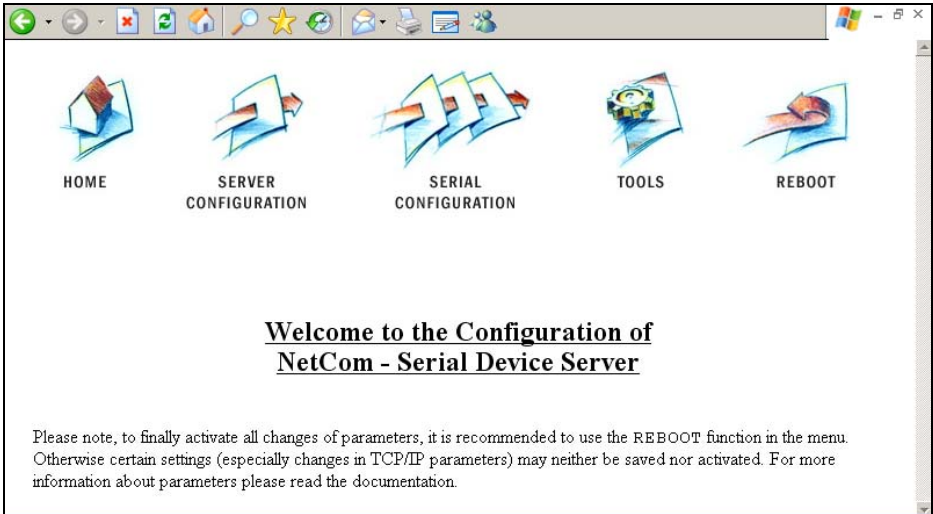 HOME
SERVER
CONFIGURATION
SERIAL
CONFIGURATION
TOOLS
REBOOT
Welcome to the Configuration of
NetCom - Serial Device Server
Please note, to finally activate all changes of parameters, it is recommended to use the REBOOT function in the menu.
Otherwise certain settings (especially changes in TCP/IP parameters) may neither be saved nor activated. For more
information about parameters please read the documentation.